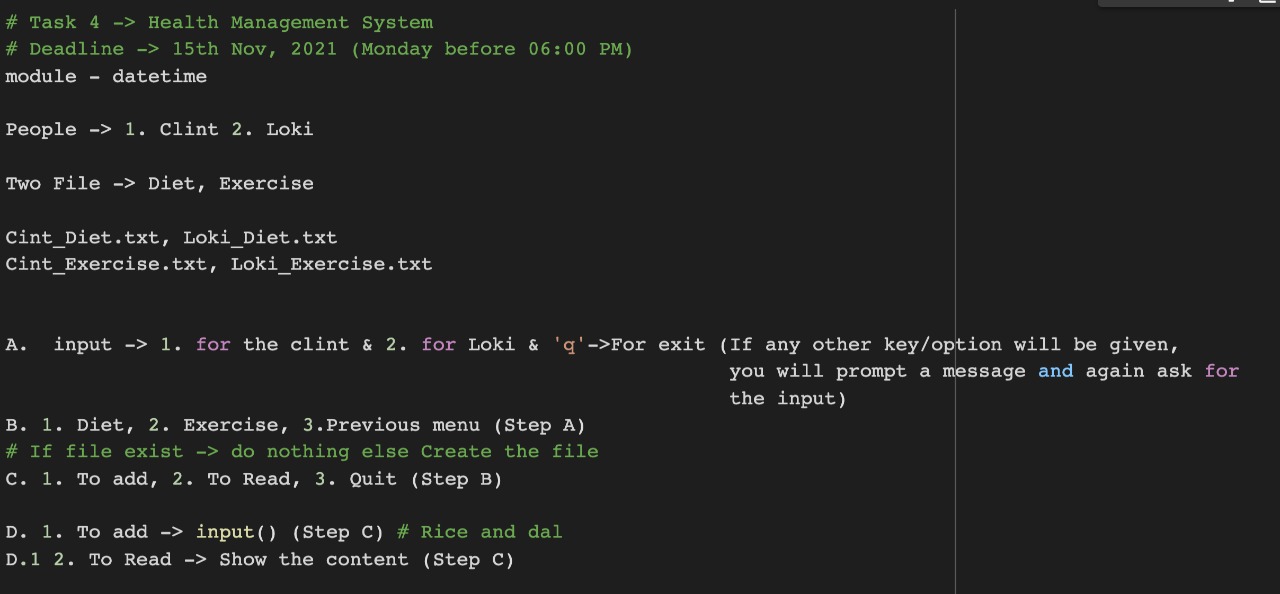 # Task 4 -> Health Management System
# Deadline -> 15th Nov, 2021 (Monday before 06:00 PM)
module - datetime
People -> 1. Clint 2. Loki
Two File -> Diet, Exercise
Cint_Diet.txt, Loki_Diet.txt
Cint_Exercise.txt, Loki_Exercise.txt
A.  input -> 1. for the clint & 2. for Loki & 'q'->For exit (If any other key/option will be given,
you will prompt a message and again ask for
the input)
B. 1. Diet, 2. Exercise, 3.Previous menu (Step A)
# If file exist -> do nothing else Create the file
C. 1. To add, 2. To Read, 3. Quit (Step B)
D. 1. To add -> input() (Step C) # Rice and dal
D.1 2. To Read -> Show the content (Step C)